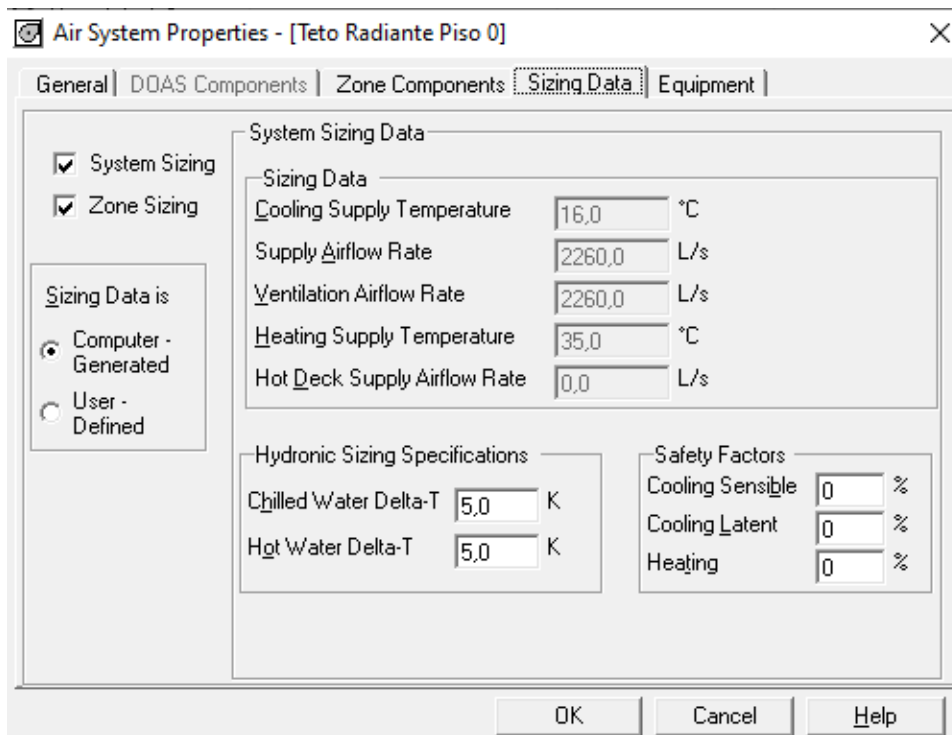 Air System Properties - [Teto Radiante Piso 0]
General DOAS Components Zone Components Sizing Data Equipment
System Sizing
Zone Sizing
Sizing Data is
Computer -
Generated
User -
Defined
System Sizing Data
Sizing Data
Cooling Supply Temperature 16,0 °C
Supply Airflow Rate 2260,0 L/s
Ventilation Airflow Rate 2260,0 L/s
Heating Supply Temperature 35,0 °C
Hot Deck Supply Airflow Rate 0,0 L/s
Hydronic Sizing Specifications
Chilled Water Delta-T 5,0 K
Hot Water Delta-T 5,0 K
Safety Factors
Cooling Sensible 0 %
Cooling Latent 0 %
Heating 0 %
OK Cancel Help